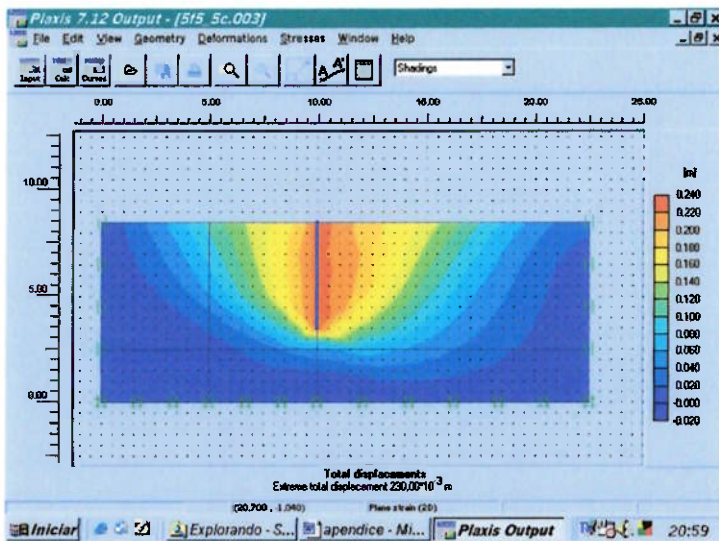 Plaxis 7.12 Output - [5f5_5c.003]
File Edit View Geometry Deformations Stresses Window Help
Input Calc Curves A A' Shadings
0.00 5.00 10.00 15.00 20.00 25.00
10.00
5.00
0.00
[m]
0.240
0.220
0.200
0.180
0.160
0.140
0.120
0.100
0.080
0.060
0.040
0.020
-0.000
-0.020
Total displacements
Extreme total displacement 230,00*10-3 m
(20.700 , -1.040) Plane strain (2D)
Iniciar Explorando - S... apendice - Mi... Plaxis Output 20:59